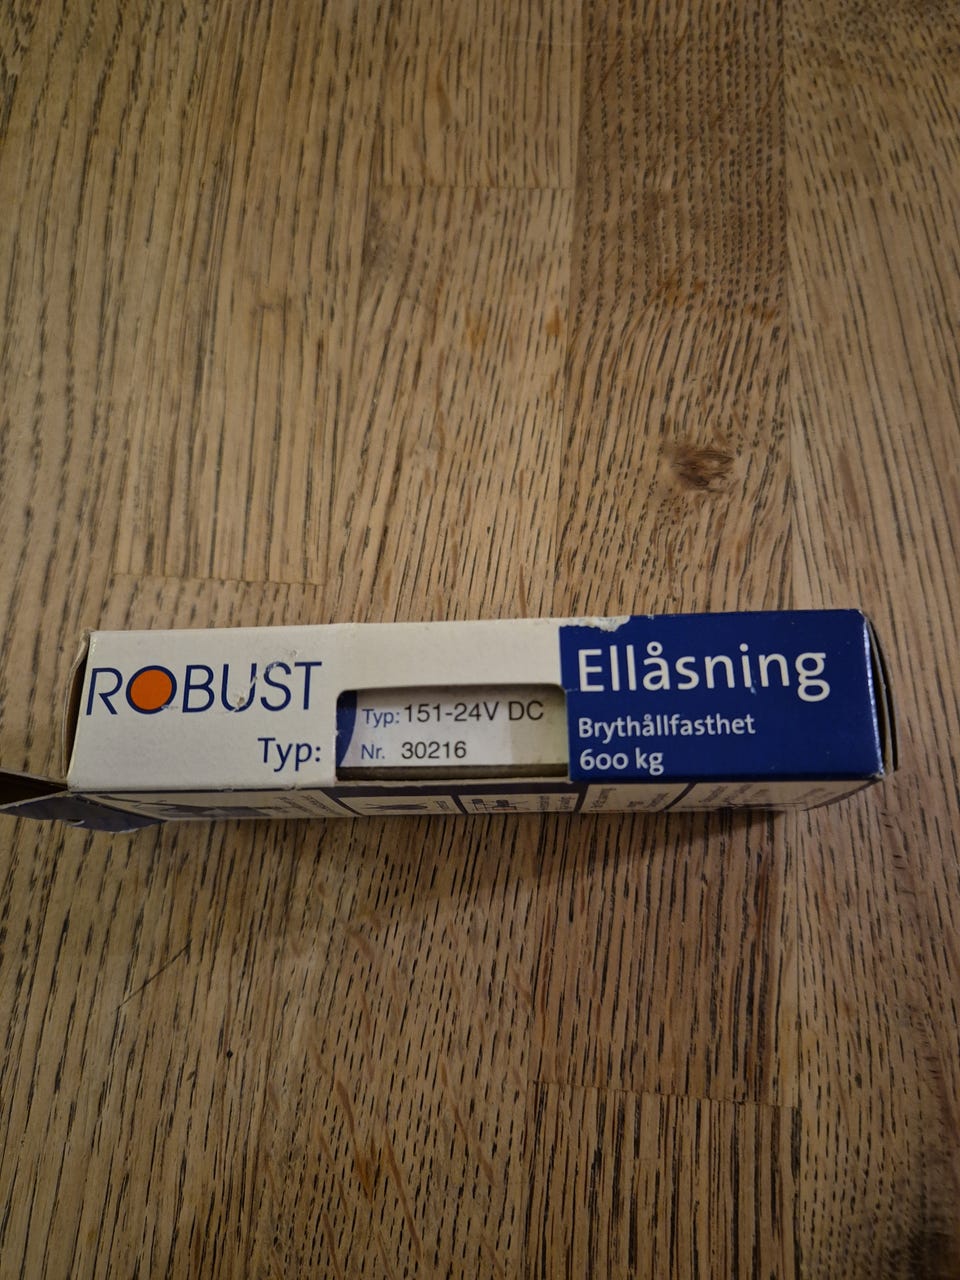 ROBUST
Typ:
Typ: 151-24V DC
Nr. 30216
Ellåsning
Brythållfasthet
600 kg